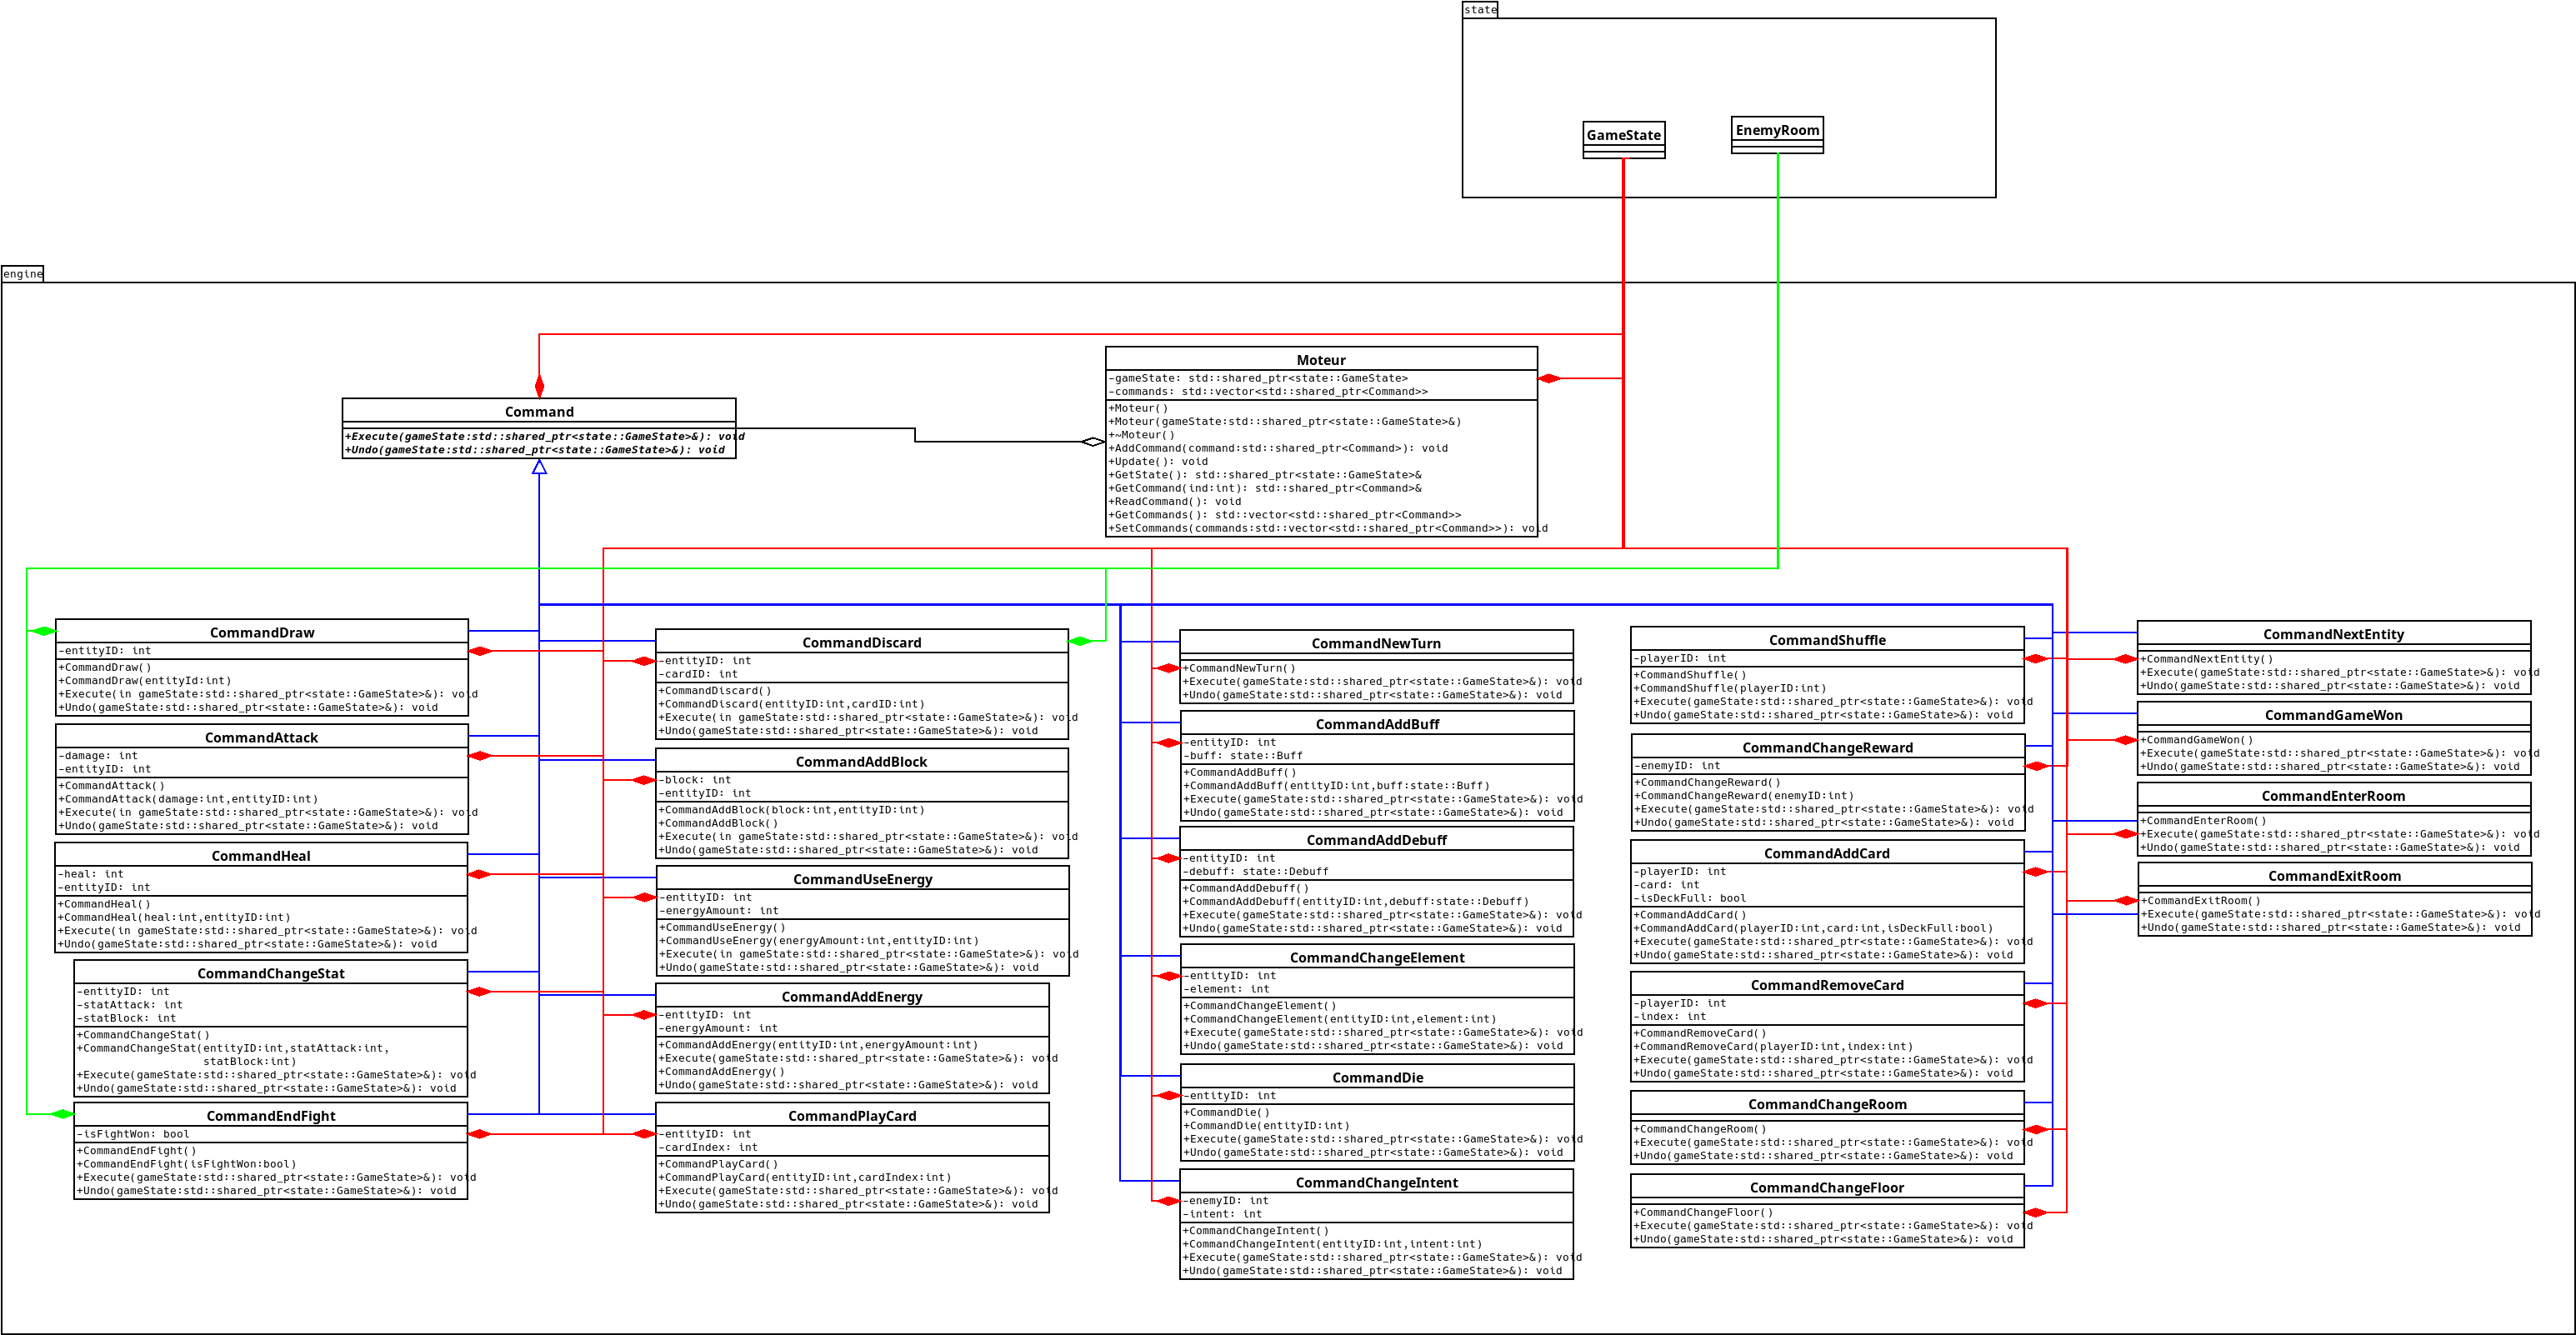 state
GameState
EnemyRoom
engine
Moteur
-gameState: std::shared_ptr<state::GameState>
-commands: std::vector<std::shared_ptr<Command>>
+Moteur()
+Moteur(gameState:std::shared_ptr<state::GameState>&)
+~Moteur()
+AddCommand(command:std::shared_ptr<Command>): void
+Update(): void
+GetState(): std::shared_ptr<state::GameState>&
+GetCommand(ind:int): std::shared_ptr<Command>&
+ReadCommand(): void
+GetCommands(): std::vector<std::shared_ptr<Command>>
+SetCommands(commands:std::vector<std::shared_ptr<Command>>): void
Command
+Execute(gameState:std::shared_ptr<state::GameState>&): void
+Undo(gameState:std::shared_ptr<state::GameState>&): void
CommandDraw
-entityID: int
+CommandDraw()
+CommandDraw(entityId:int)
+Execute(in gameState:std::shared_ptr<state::GameState>&): void
+Undo(gameState:std::shared_ptr<state::GameState>&): void
CommandAttack
-damage: int
-entityID: int
+CommandAttack()
+CommandAttack(damage:int,entityID:int)
+Execute(in gameState:std::shared_ptr<state::GameState>&): void
+Undo(gameState:std::shared_ptr<state::GameState>&): void
CommandHeal
-heal: int
-entityID: int
+CommandHeal()
+CommandHeal(heal:int,entityID:int)
+Execute(in gameState:std::shared_ptr<state::GameState>&): void
+Undo(gameState:std::shared_ptr<state::GameState>&): void
CommandChangeStat
-entityID: int
-statAttack: int
-statBlock: int
+CommandChangeStat()
+CommandChangeStat(entityID:int,statAttack:int,
statBlock:int)
+Execute(gameState:std::shared_ptr<state::GameState>&): void
+Undo(gameState:std::shared_ptr<state::GameState>&): void
CommandEndFight
-isFightWon: bool
+CommandEndFight()
+CommandEndFight(isFightWon:bool)
+Execute(gameState:std::shared_ptr<state::GameState>&): void
+Undo(gameState:std::shared_ptr<state::GameState>&): void
CommandDiscard
-entityID: int
-cardID: int
+CommandDiscard()
+CommandDiscard(entityID:int,cardID:int)
+Execute(in gameState:std::shared_ptr<state::GameState>&): void
+Undo(gameState:std::shared_ptr<state::GameState>&): void
CommandAddBlock
-block: int
-entityID: int
+CommandAddBlock(block:int,entityID:int)
+CommandAddBlock()
+Execute(in gameState:std::shared_ptr<state::GameState>&): void
+Undo(gameState:std::shared_ptr<state::GameState>&): void
CommandUseEnergy
-entityID: int
-energyAmount: int
+CommandUseEnergy()
+CommandUseEnergy(energyAmount:int,entityID:int)
+Execute(in gameState:std::shared_ptr<state::GameState>&): void
+Undo(gameState:std::shared_ptr<state::GameState>&): void
CommandAddEnergy
-entityID: int
-energyAmount: int
+CommandAddEnergy(entityID:int,energyAmount:int)
+Execute(gameState:std::shared_ptr<state::GameState>&): void
+CommandAddEnergy()
+Undo(gameState:std::shared_ptr<state::GameState>&): void
CommandPlayCard
-entityID: int
-cardIndex: int
+CommandPlayCard()
+CommandPlayCard(entityID:int,cardIndex:int)
+Execute(gameState:std::shared_ptr<state::GameState>&): void
+Undo(gameState:std::shared_ptr<state::GameState>&): void
CommandNewTurn
+CommandNewTurn()
+Execute(gameState:std::shared_ptr<state::GameState>&): void
+Undo(gameState:std::shared_ptr<state::GameState>&): void
CommandAddBuff
-entityID: int
-buff: state::Buff
+CommandAddBuff()
+CommandAddBuff(entityID:int,buff:state::Buff)
+Execute(gameState:std::shared_ptr<state::GameState>&): void
+Undo(gameState:std::shared_ptr<state::GameState>&): void
CommandAddDebuff
-entityID: int
-debuff: state::Debuff
+CommandAddDebuff()
+CommandAddDebuff(entityID:int,debuff:state::Debuff)
+Execute(gameState:std::shared_ptr<state::GameState>&): void
+Undo(gameState:std::shared_ptr<state::GameState>&): void
CommandChangeElement
-entityID: int
-element: int
+CommandChangeElement()
+CommandChangeElement(entityID:int,element:int)
+Execute(gameState:std::shared_ptr<state::GameState>&): void
+Undo(gameState:std::shared_ptr<state::GameState>&): void
CommandDie
-entityID: int
+CommandDie()
+CommandDie(entityID:int)
+Execute(gameState:std::shared_ptr<state::GameState>&): void
+Undo(gameState:std::shared_ptr<state::GameState>&): void
CommandChangeIntent
-enemyID: int
-intent: int
+CommandChangeIntent()
+CommandChangeIntent(entityID:int,intent:int)
+Execute(gameState:std::shared_ptr<state::GameState>&): void
+Undo(gameState:std::shared_ptr<state::GameState>&): void
CommandShuffle
-playerID: int
+CommandShuffle()
+CommandShuffle(playerID:int)
+Execute(gameState:std::shared_ptr<state::GameState>&): void
+Undo(gameState:std::shared_ptr<state::GameState>&): void
CommandChangeReward
-enemyID: int
+CommandChangeReward()
+CommandChangeReward(enemyID:int)
+Execute(gameState:std::shared_ptr<state::GameState>&): void
+Undo(gameState:std::shared_ptr<state::GameState>&): void
CommandAddCard
-playerID: int
-card: int
-isDeckFull: bool
+CommandAddCard()
+CommandAddCard(playerID:int,card:int,isDeckFull:bool)
+Execute(gameState:std::shared_ptr<state::GameState>&): void
+Undo(gameState:std::shared_ptr<state::GameState>&): void
CommandRemoveCard
-playerID: int
-index: int
+CommandRemoveCard()
+CommandRemoveCard(playerID:int,index:int)
+Execute(gameState:std::shared_ptr<state::GameState>&): void
+Undo(gameState:std::shared_ptr<state::GameState>&): void
CommandChangeRoom
+CommandChangeRoom()
+Execute(gameState:std::shared_ptr<state::GameState>&): void
+Undo(gameState:std::shared_ptr<state::GameState>&): void
CommandChangeFloor
+CommandChangeFloor()
+Execute(gameState:std::shared_ptr<state::GameState>&): void
+Undo(gameState:std::shared_ptr<state::GameState>&): void
CommandNextEntity
+CommandNextEntity()
+Execute(gameState:std::shared_ptr<state::GameState>&): void
+Undo(gameState:std::shared_ptr<state::GameState>&): void
CommandGameWon
+CommandGameWon()
+Execute(gameState:std::shared_ptr<state::GameState>&): void
+Undo(gameState:std::shared_ptr<state::GameState>&): void
CommandEnterRoom
+CommandEnterRoom()
+Execute(gameState:std::shared_ptr<state::GameState>&): void
+Undo(gameState:std::shared_ptr<state::GameState>&): void
CommandExitRoom
+CommandExitRoom()
+Execute(gameState:std::shared_ptr<state::GameState>&): void
+Undo(gameState:std::shared_ptr<state::GameState>&): void